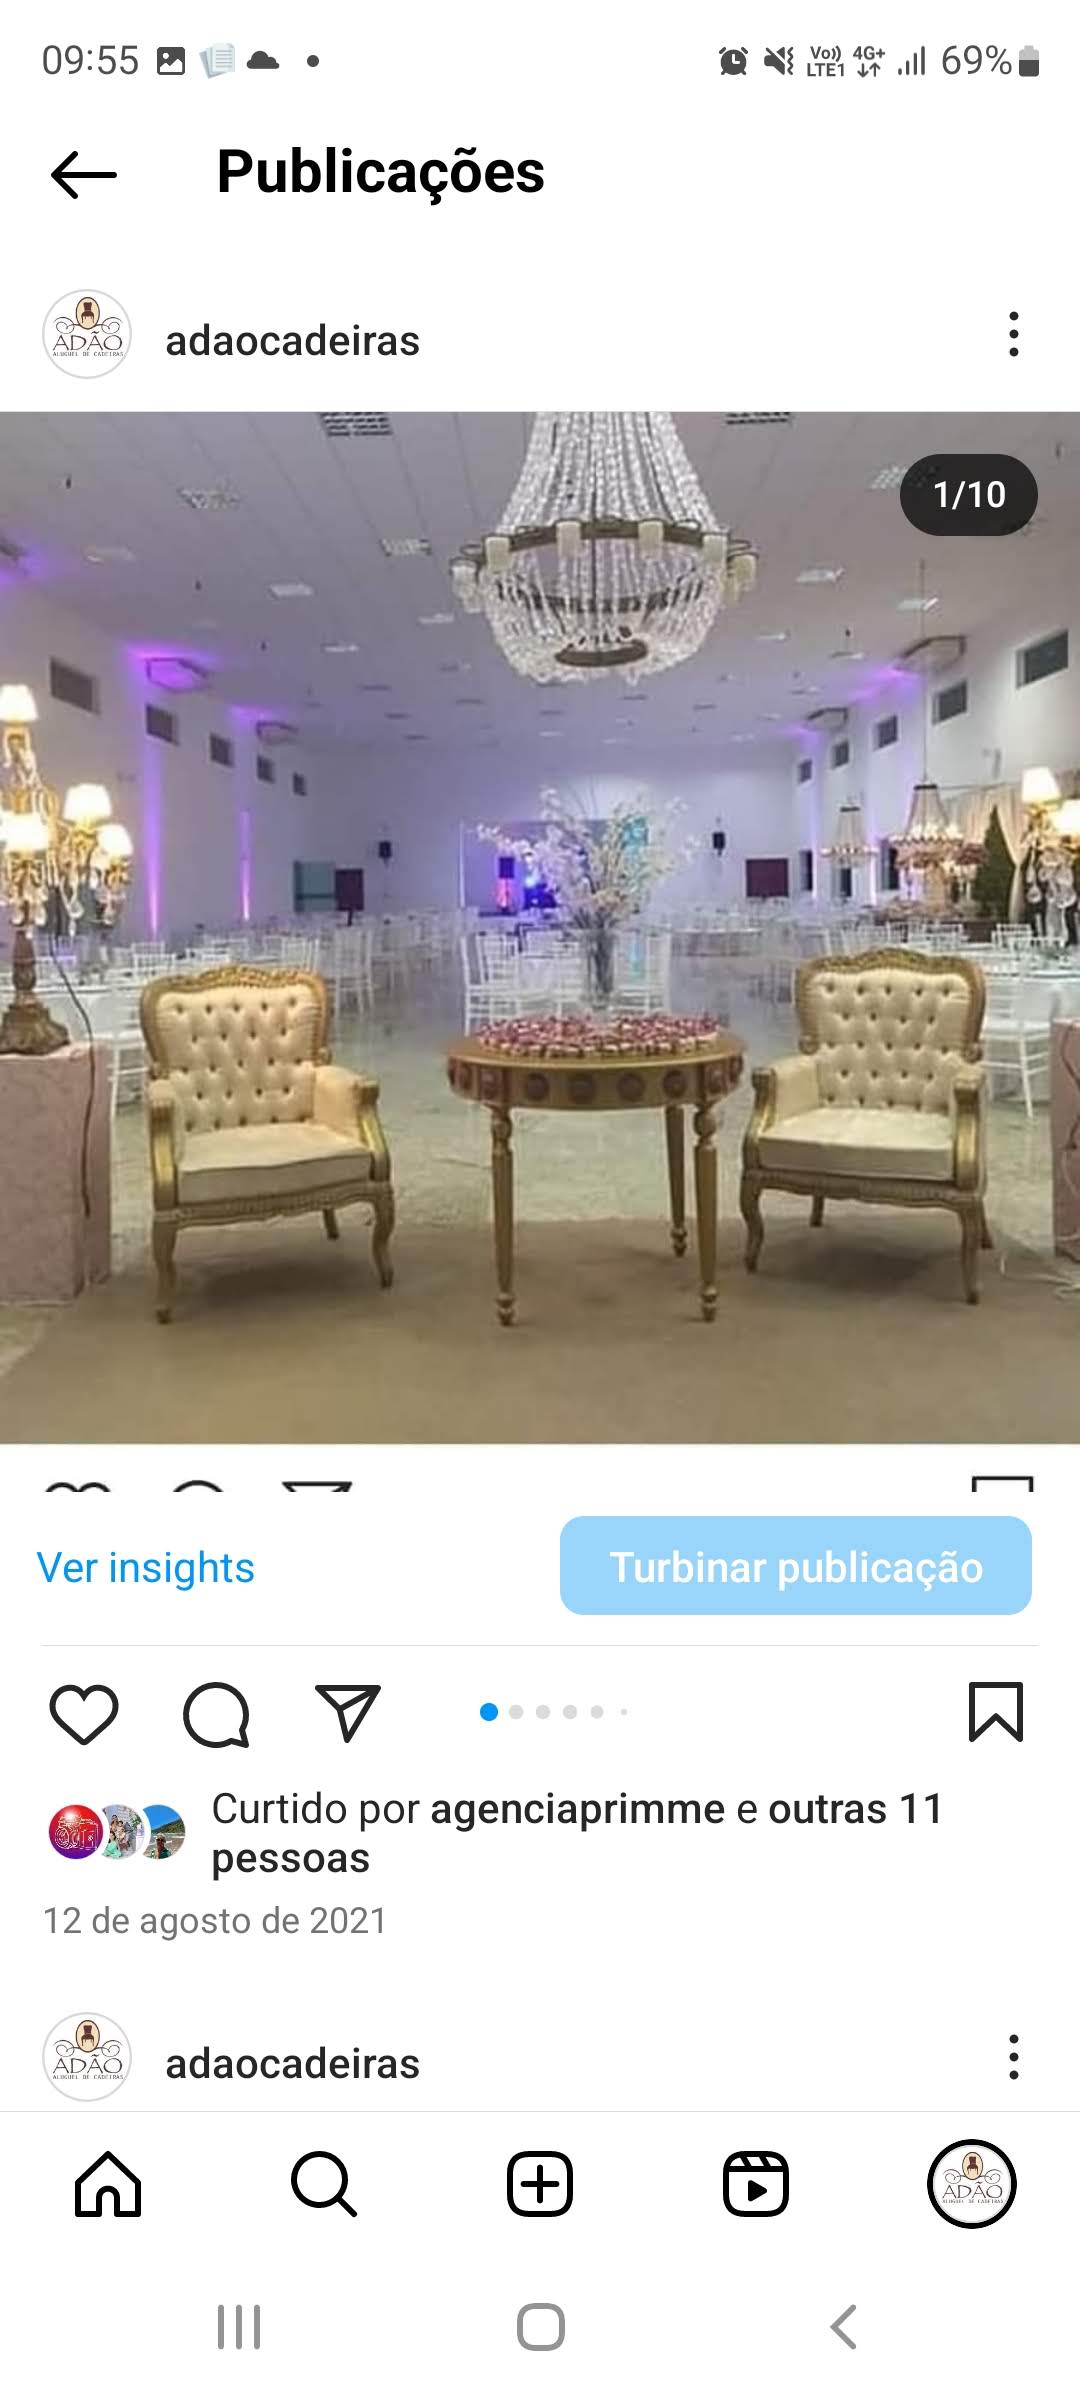 09:55
Vo)) 4G+
LTE1
69%
Publicações
ADÃO
ALUGUEL DE CADEIRAS
adaocadeiras
1/10
Ver insights
Turbinar publicação
Curtido por agenciaprimme e outras 11
pessoas
12 de agosto de 2021
ADÃO
ALUGUEL DE CADEIRAS
adaocadeiras
ADÃO
ALUGUEL DE CADEIRAS